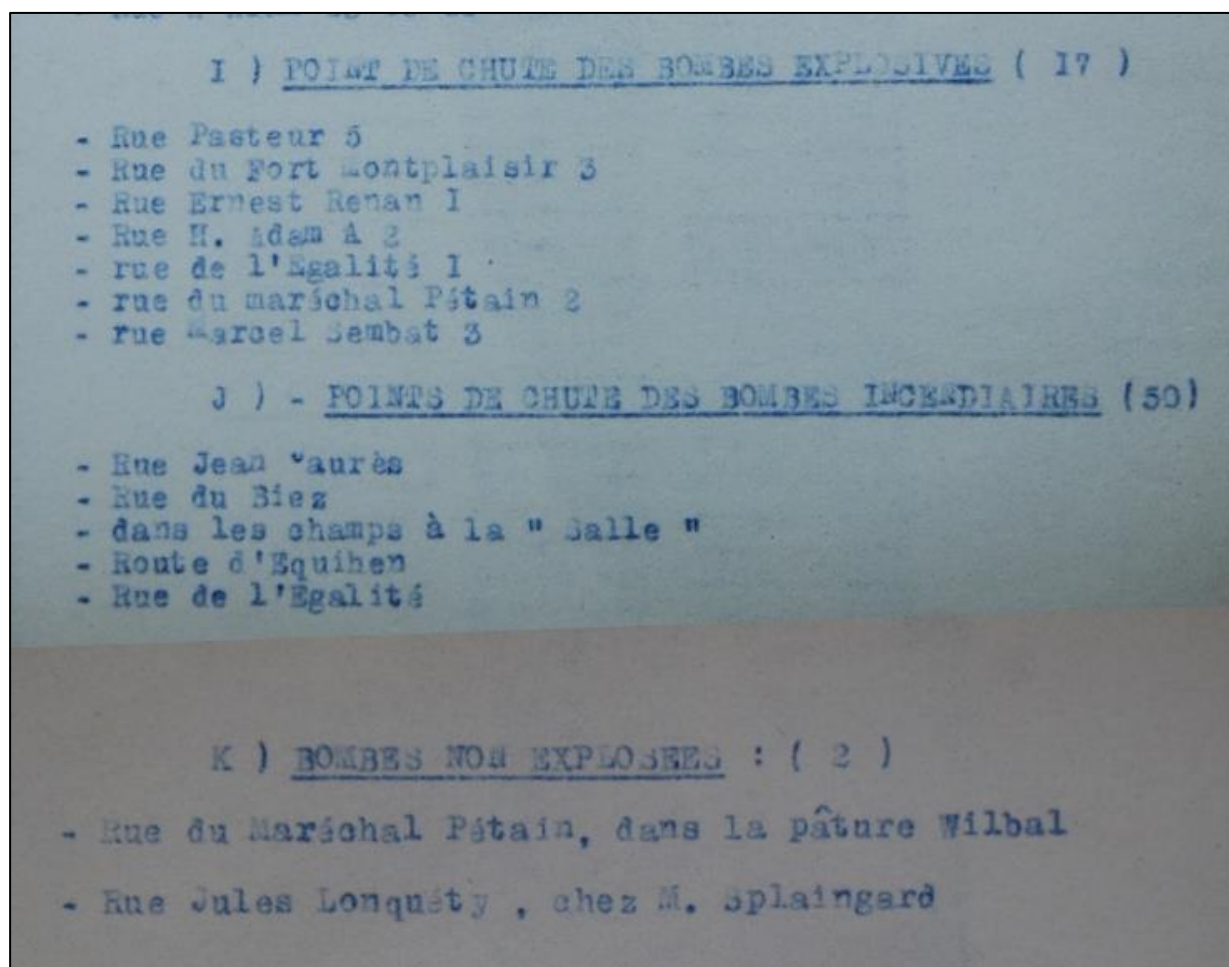 I ) POINT DE CHUTE DES BOMBES EXPLOSIVES ( I7 )
- Rue Pasteur 5
- Rue du Fort Montplaisir 3
- Rue Ernest Renan I
- Rue H. Adam A 2
- rue de l'Egalité I
- rue du maréchal Pétain 2
- rue Marcel Sembat 3
J ) - POINTS DE CHUTE DES BOMBES INCENDIAIRES (50)
- Rue Jean Jaurès
- Rue du Biez
- dans les champs à la " Salle "
- Route d'Equihen
- Rue de l'Egalité
K ) BOMBES NON EXPLOSEES : ( 2 )
- Rue du Maréchal Pétain, dans la pâture Wilbal
- Rue Jules Lonquéty , chez M. Splaingard